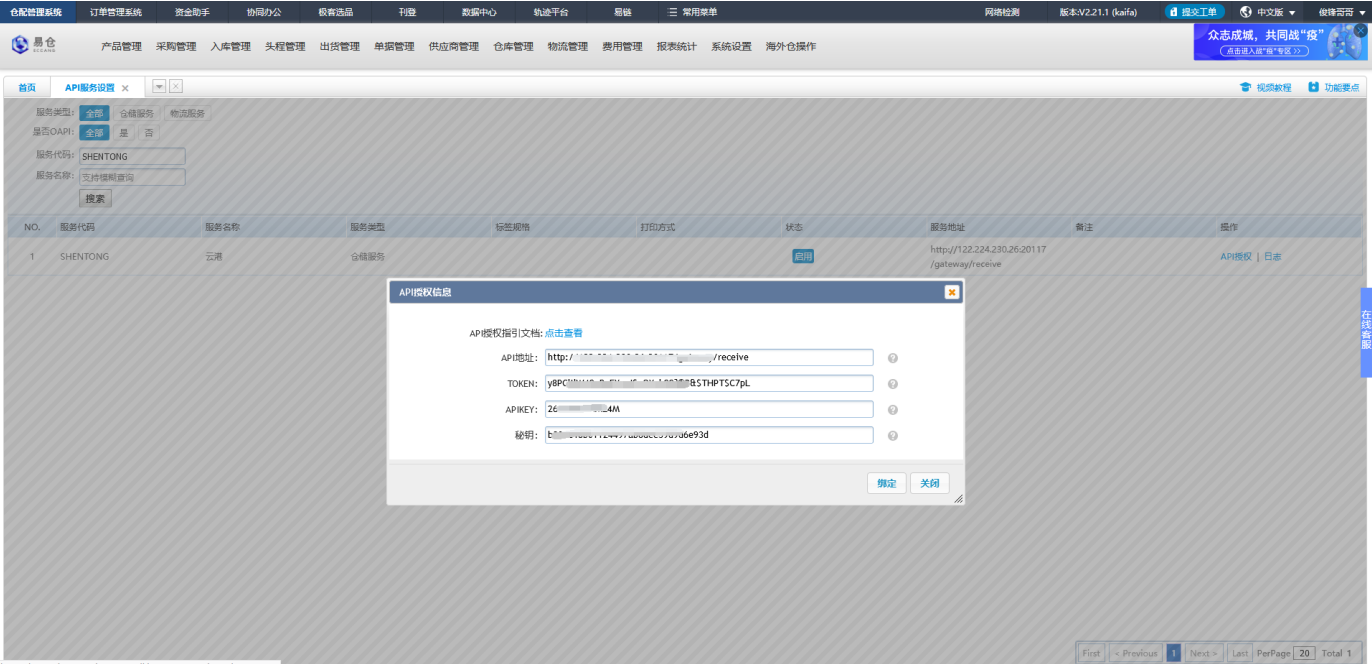 仓配管理系统 订单管理系统 资金助手 协同办公 极客选品 刊登 数据中心 轨迹平台 易链 三 常用菜单 网络检测 版本:V2.21.1 (kaifa) 提交工单 中文版 俊锋哥哥
易仓 产品管理 采购管理 入库管理 头程管理 出货管理 单据管理 供应商管理 仓库管理 物流管理 费用管理 报表统计 系统设置 海外仓操作 众志成城，共同战“疫”
ECCANG
点击进入战"疫"专区 >>
首页 API服务设置 视频教程 功能要点
服务类型: 全部 仓储服务 物流服务
是否OAPI: 全部 是 否
服务代码: SHENTONG
服务名称: 支持模糊查询
搜索
NO. 服务代码 服务名称 服务类型 标签规格 打印方式 状态 服务地址 备注 操作
1 SHENTONG 云港 仓储服务 启用 http://122.224.230.26:20117 API授权 | 日志
/gateway/receive
API授权信息
API授权指引文档: 点击查看
API地址: http:/ /receive
TOKEN: y8PC &STHPTSC7pL
APIKEY: 26 4M
秘钥: 6e93d
绑定 关闭
在线客服
First < Previous 1 Next > Last PerPage 20 Total 1